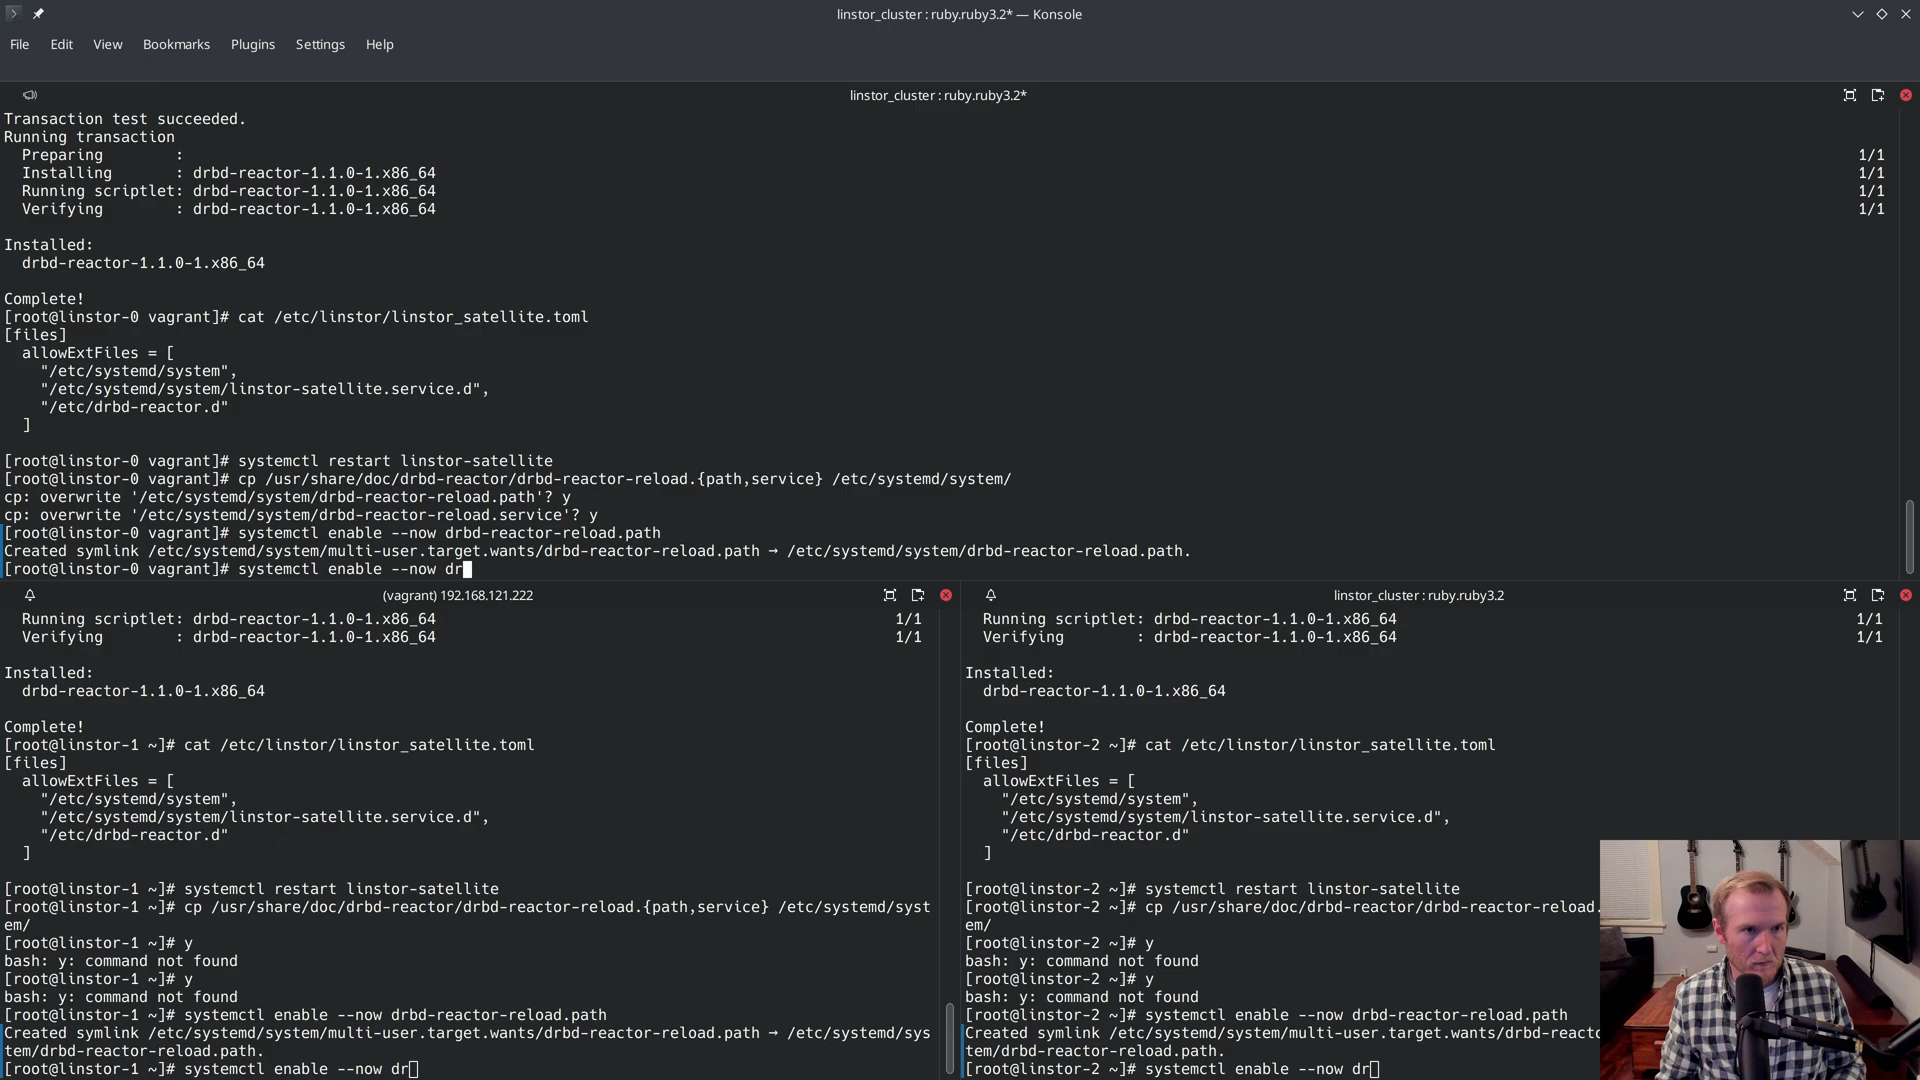 linstor_cluster : ruby.ruby3.2* — Konsole
File Edit View Bookmarks Plugins Settings Help
linstor_cluster : ruby.ruby3.2*
Transaction test succeeded.
Running transaction
  Preparing        :                                                        1/1
  Installing       : drbd-reactor-1.1.0-1.x86_64                            1/1
  Running scriptlet: drbd-reactor-1.1.0-1.x86_64                            1/1
  Verifying        : drbd-reactor-1.1.0-1.x86_64                            1/1
Installed:
  drbd-reactor-1.1.0-1.x86_64
Complete!
[root@linstor-0 vagrant]# cat /etc/linstor/linstor_satellite.toml
[files]
  allowExtFiles = [
    "/etc/systemd/system",
    "/etc/systemd/system/linstor-satellite.service.d",
    "/etc/drbd-reactor.d"
  ]
[root@linstor-0 vagrant]# systemctl restart linstor-satellite
[root@linstor-0 vagrant]# cp /usr/share/doc/drbd-reactor/drbd-reactor-reload.{path,service} /etc/systemd/system/
cp: overwrite '/etc/systemd/system/drbd-reactor-reload.path'? y
cp: overwrite '/etc/systemd/system/drbd-reactor-reload.service'? y
[root@linstor-0 vagrant]# systemctl enable --now drbd-reactor-reload.path
Created symlink /etc/systemd/system/multi-user.target.wants/drbd-reactor-reload.path → /etc/systemd/system/drbd-reactor-reload.path.
[root@linstor-0 vagrant]# systemctl enable --now dr
(vagrant) 192.168.121.222
  Running scriptlet: drbd-reactor-1.1.0-1.x86_64                            1/1
  Verifying        : drbd-reactor-1.1.0-1.x86_64                            1/1
Installed:
  drbd-reactor-1.1.0-1.x86_64
Complete!
[root@linstor-1 ~]# cat /etc/linstor/linstor_satellite.toml
[files]
  allowExtFiles = [
    "/etc/systemd/system",
    "/etc/systemd/system/linstor-satellite.service.d",
    "/etc/drbd-reactor.d"
  ]
[root@linstor-1 ~]# systemctl restart linstor-satellite
[root@linstor-1 ~]# cp /usr/share/doc/drbd-reactor/drbd-reactor-reload.{path,service} /etc/systemd/syst
em/
[root@linstor-1 ~]# y
bash: y: command not found
[root@linstor-1 ~]# y
bash: y: command not found
[root@linstor-1 ~]# systemctl enable --now drbd-reactor-reload.path
Created symlink /etc/systemd/system/multi-user.target.wants/drbd-reactor-reload.path → /etc/systemd/sys
tem/drbd-reactor-reload.path.
[root@linstor-1 ~]# systemctl enable --now dr
linstor_cluster : ruby.ruby3.2
  Running scriptlet: drbd-reactor-1.1.0-1.x86_64                            1/1
  Verifying        : drbd-reactor-1.1.0-1.x86_64                            1/1
Installed:
  drbd-reactor-1.1.0-1.x86_64
Complete!
[root@linstor-2 ~]# cat /etc/linstor/linstor_satellite.toml
[files]
  allowExtFiles = [
    "/etc/systemd/system",
    "/etc/systemd/system/linstor-satellite.service.d",
    "/etc/drbd-reactor.d"
  ]
[root@linstor-2 ~]# systemctl restart linstor-satellite
[root@linstor-2 ~]# cp /usr/share/doc/drbd-reactor/drbd-reactor-reload.
em/
[root@linstor-2 ~]# y
bash: y: command not found
[root@linstor-2 ~]# y
bash: y: command not found
[root@linstor-2 ~]# systemctl enable --now drbd-reactor-reload.path
Created symlink /etc/systemd/system/multi-user.target.wants/drbd-reacto
tem/drbd-reactor-reload.path.
[root@linstor-2 ~]# systemctl enable --now dr